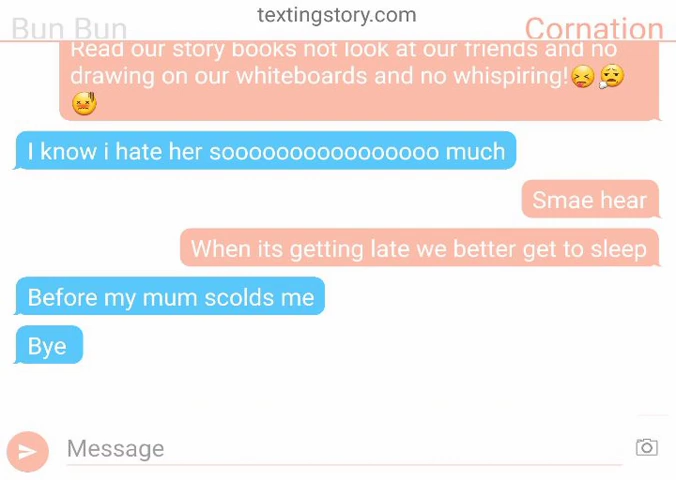 textingstory.com
Bun Bun
Cornation
Read our story books not look at our friends and no
drawing on our whiteboards and no whispiring!😝😤
😅
I know i hate her soooooooooooooooo much
Smae hear
When its getting late we better get to sleep
Before my mum scolds me
Bye
Message